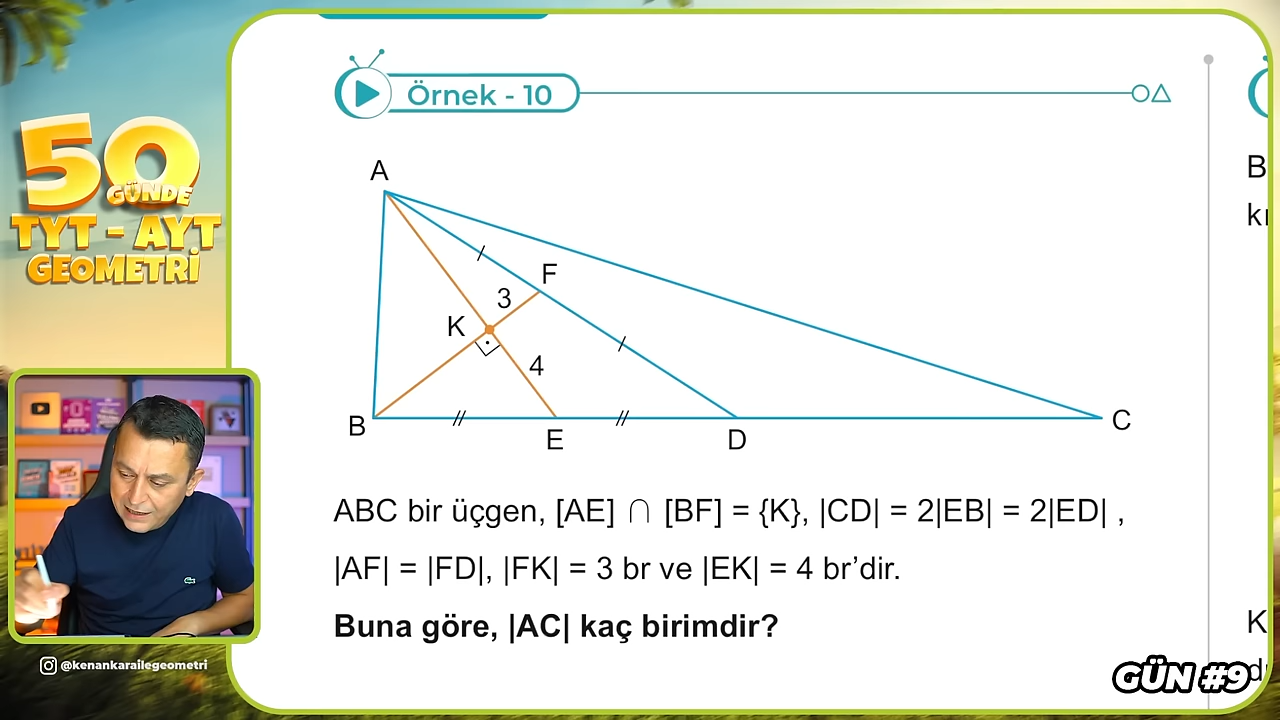 50
GÜNDE
TYT - AYT
GEOMETRİ
Örnek - 10
A
F
3
K
4
B
E
D
C
ABC bir üçgen, [AE] ∩ [BF] = {K}, |CD| = 2|EB| = 2|ED| ,
|AF| = |FD|, |FK| = 3 br ve |EK| = 4 br’dir.
Buna göre, |AC| kaç birimdir?
B
kı
K
@kenankarailegeometri
GÜN #9